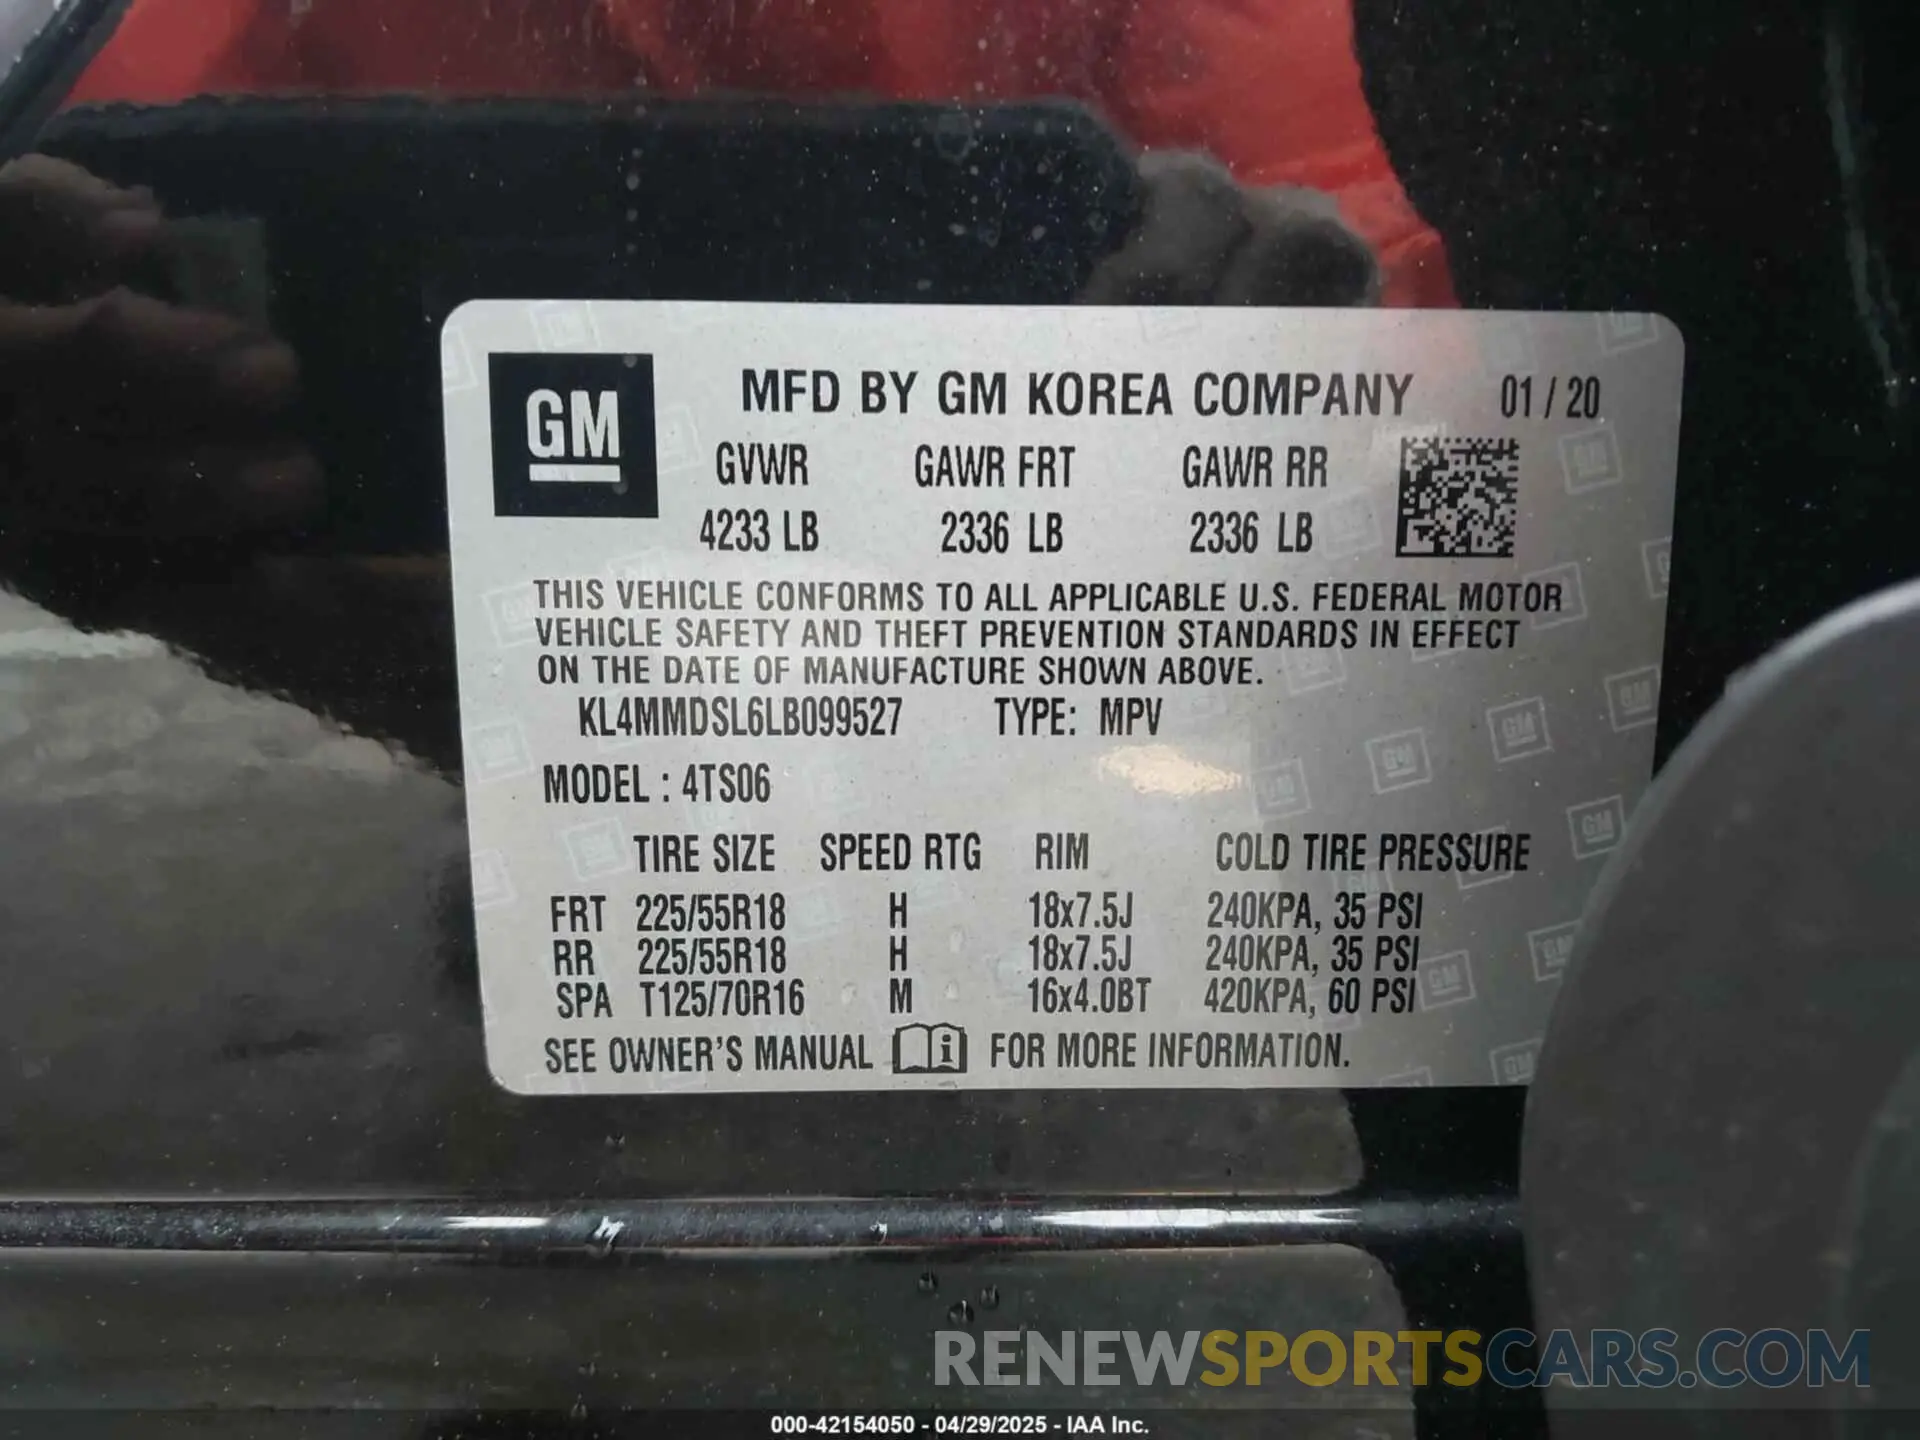 GM
MFD BY GM KOREA COMPANY 01 / 20
GVWR GAWR FRT GAWR RR
4233 LB 2336 LB 2336 LB
THIS VEHICLE CONFORMS TO ALL APPLICABLE U.S. FEDERAL MOTOR
VEHICLE SAFETY AND THEFT PREVENTION STANDARDS IN EFFECT
ON THE DATE OF MANUFACTURE SHOWN ABOVE.
KL4MMDSL6LB099527 TYPE: MPV
MODEL : 4TS06
TIRE SIZE SPEED RTG RIM COLD TIRE PRESSURE
FRT 225/55R18 H 18x7.5J 240KPA, 35 PSI
RR 225/55R18 H 18x7.5J 240KPA, 35 PSI
SPA T125/70R16 M 16x4.0BT 420KPA, 60 PSI
SEE OWNER'S MANUAL i FOR MORE INFORMATION.
RENEWSPORTSCARS.COM
000-42154050 - 04/29/2025 - IAA Inc.